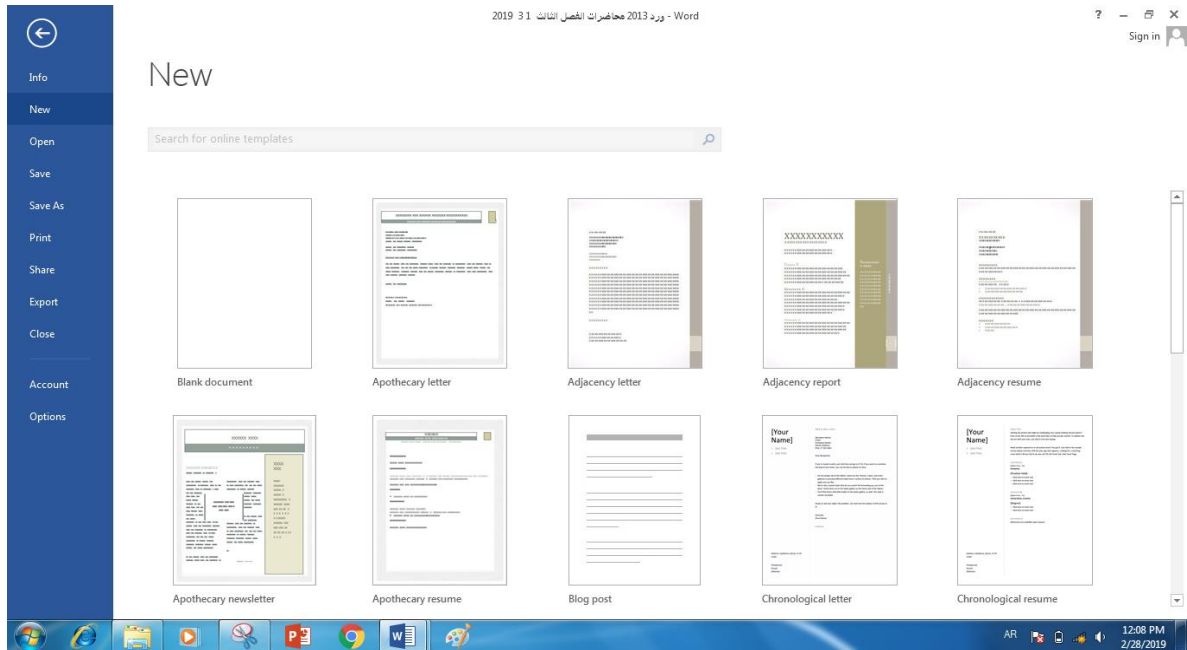 ورد 2013 محاضرات الفصل الثالث 1 3 2019 - Word
?
Sign in
Info
New
Open
Save
Save As
Print
Share
Export
Close
Account
Options
New
Search for online templates
Blank document
Apothecary letter
Adjacency letter
Adjacency report
Adjacency resume
XXXXXXXXXXX
[Your
Name]
[Your
Name]
Apothecary newsletter
Apothecary resume
Blog post
Chronological letter
Chronological resume
AR
12:08 PM
2/28/2019